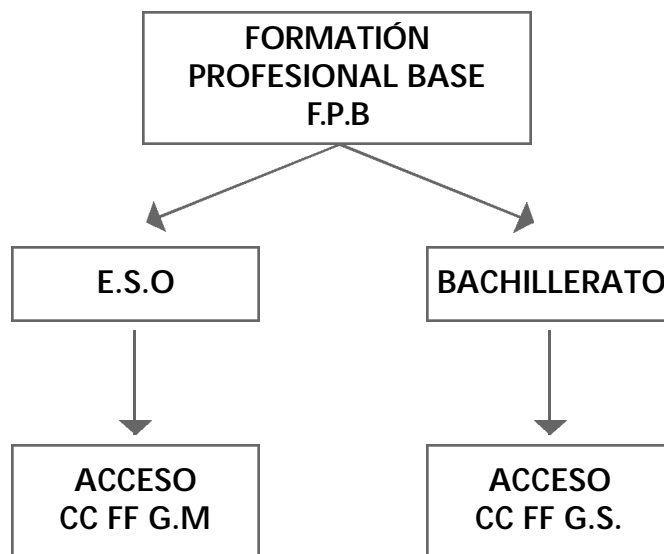 FORMATIÓN
PROFESIONAL BASE
F.P.B
E.S.O
BACHILLERATO
ACCESO
CC FF G.M
ACCESO
CC FF G.S.